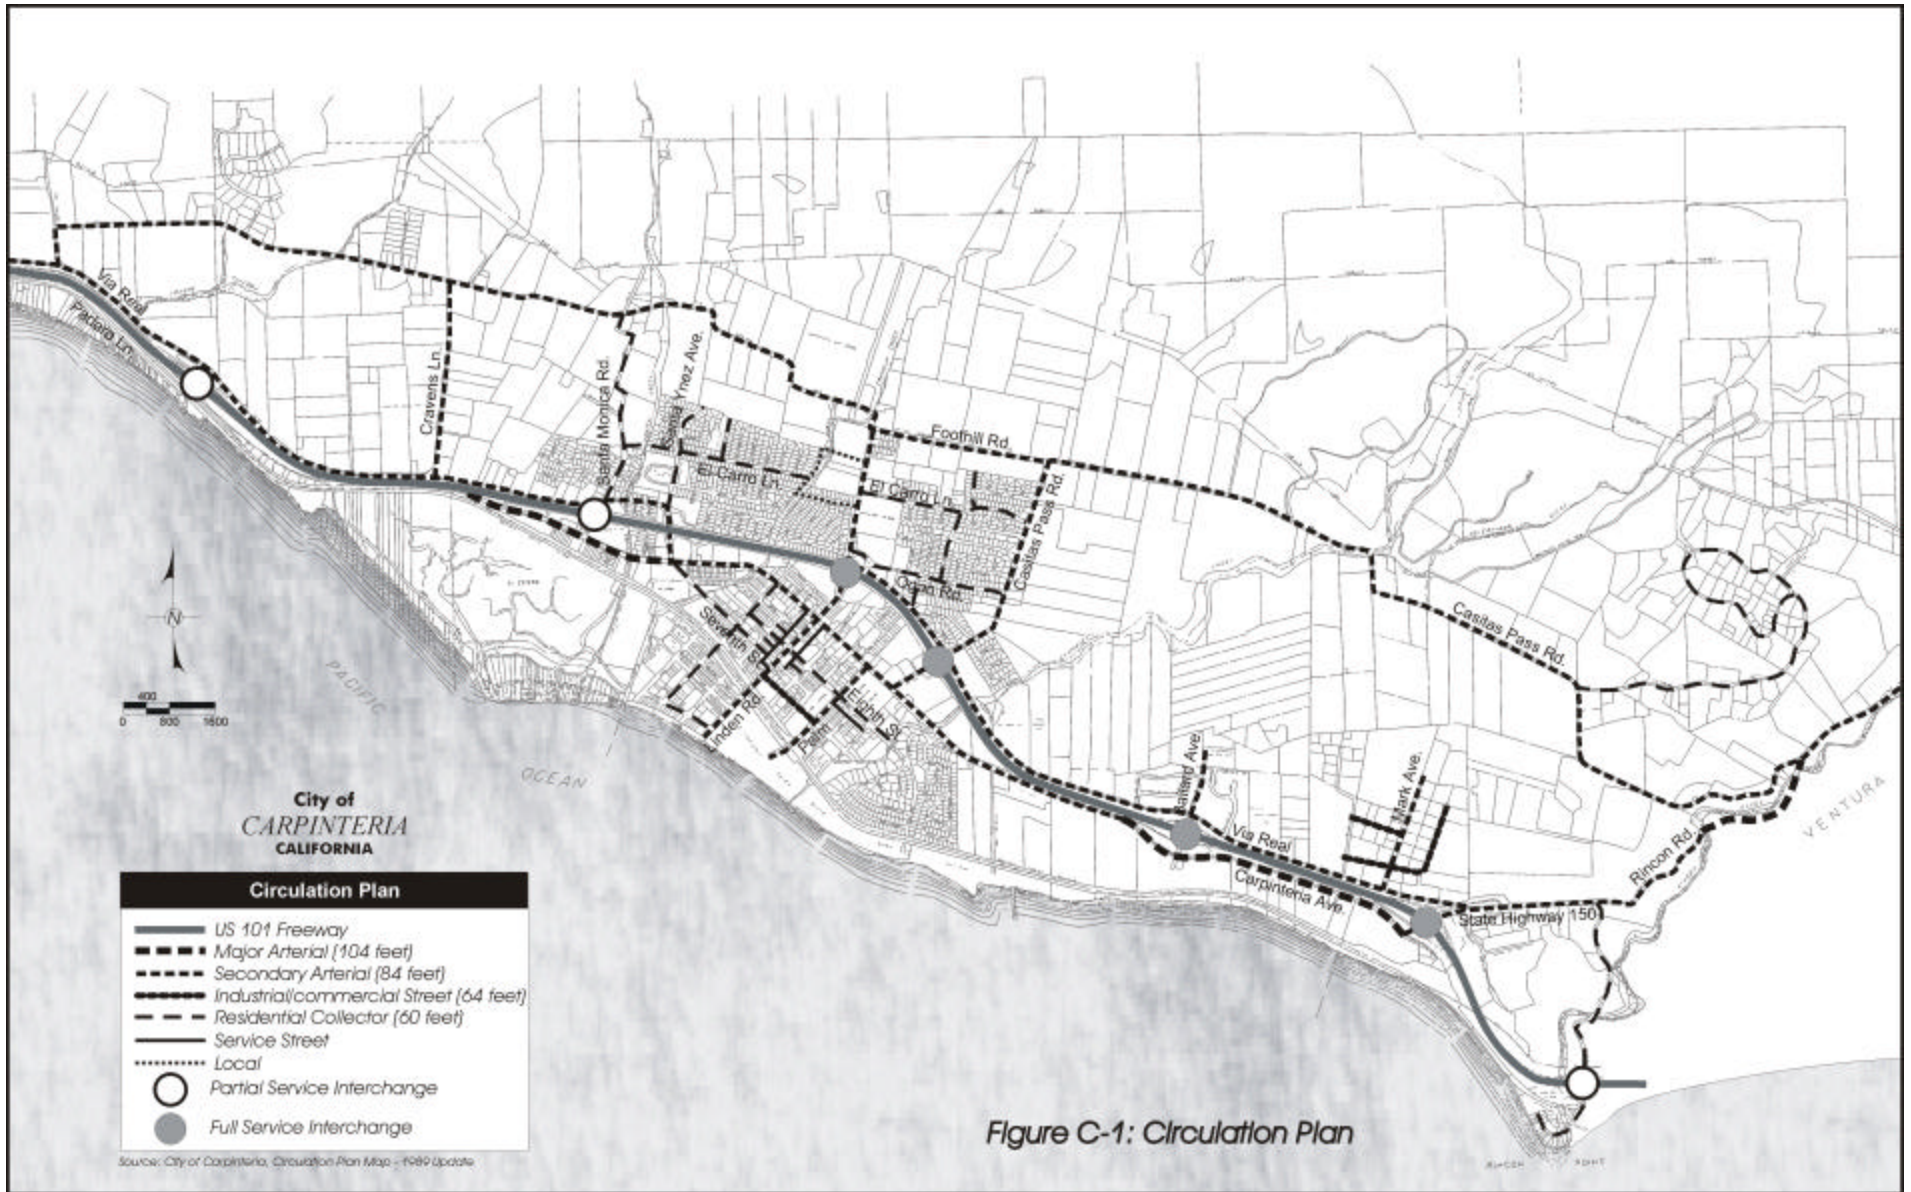 Via Real
Padaro Ln.
Cravens Ln.
Santa Monica Rd.
Ynez Ave.
El Carro Ln.
Foothill Rd.
El Carro Ln.
Casitas Pass Rd.
Ogan Rd.
Seventh St.
Linden Rd.
Palm
Eighth St.
Casitas Pass Rd.
Bailard Ave.
Mark Ave.
Via Real
Carpinteria Ave.
State Highway 150
Rincon Rd.
VENTURA
N
PACIFIC
OCEAN
400
0 800 1600
City of
CARPINTERIA
CALIFORNIA
Circulation Plan
US 101 Freeway
Major Arterial (104 feet)
Secondary Arterial (84 feet)
Industrial/commercial Street (64 feet)
Residential Collector (60 feet)
Service Street
Local
Partial Service Interchange
Full Service Interchange
Source: City of Carpinteria, Circulation Plan Map - 1989 Update
Figure C-1: Circulation Plan
RINCON POINT